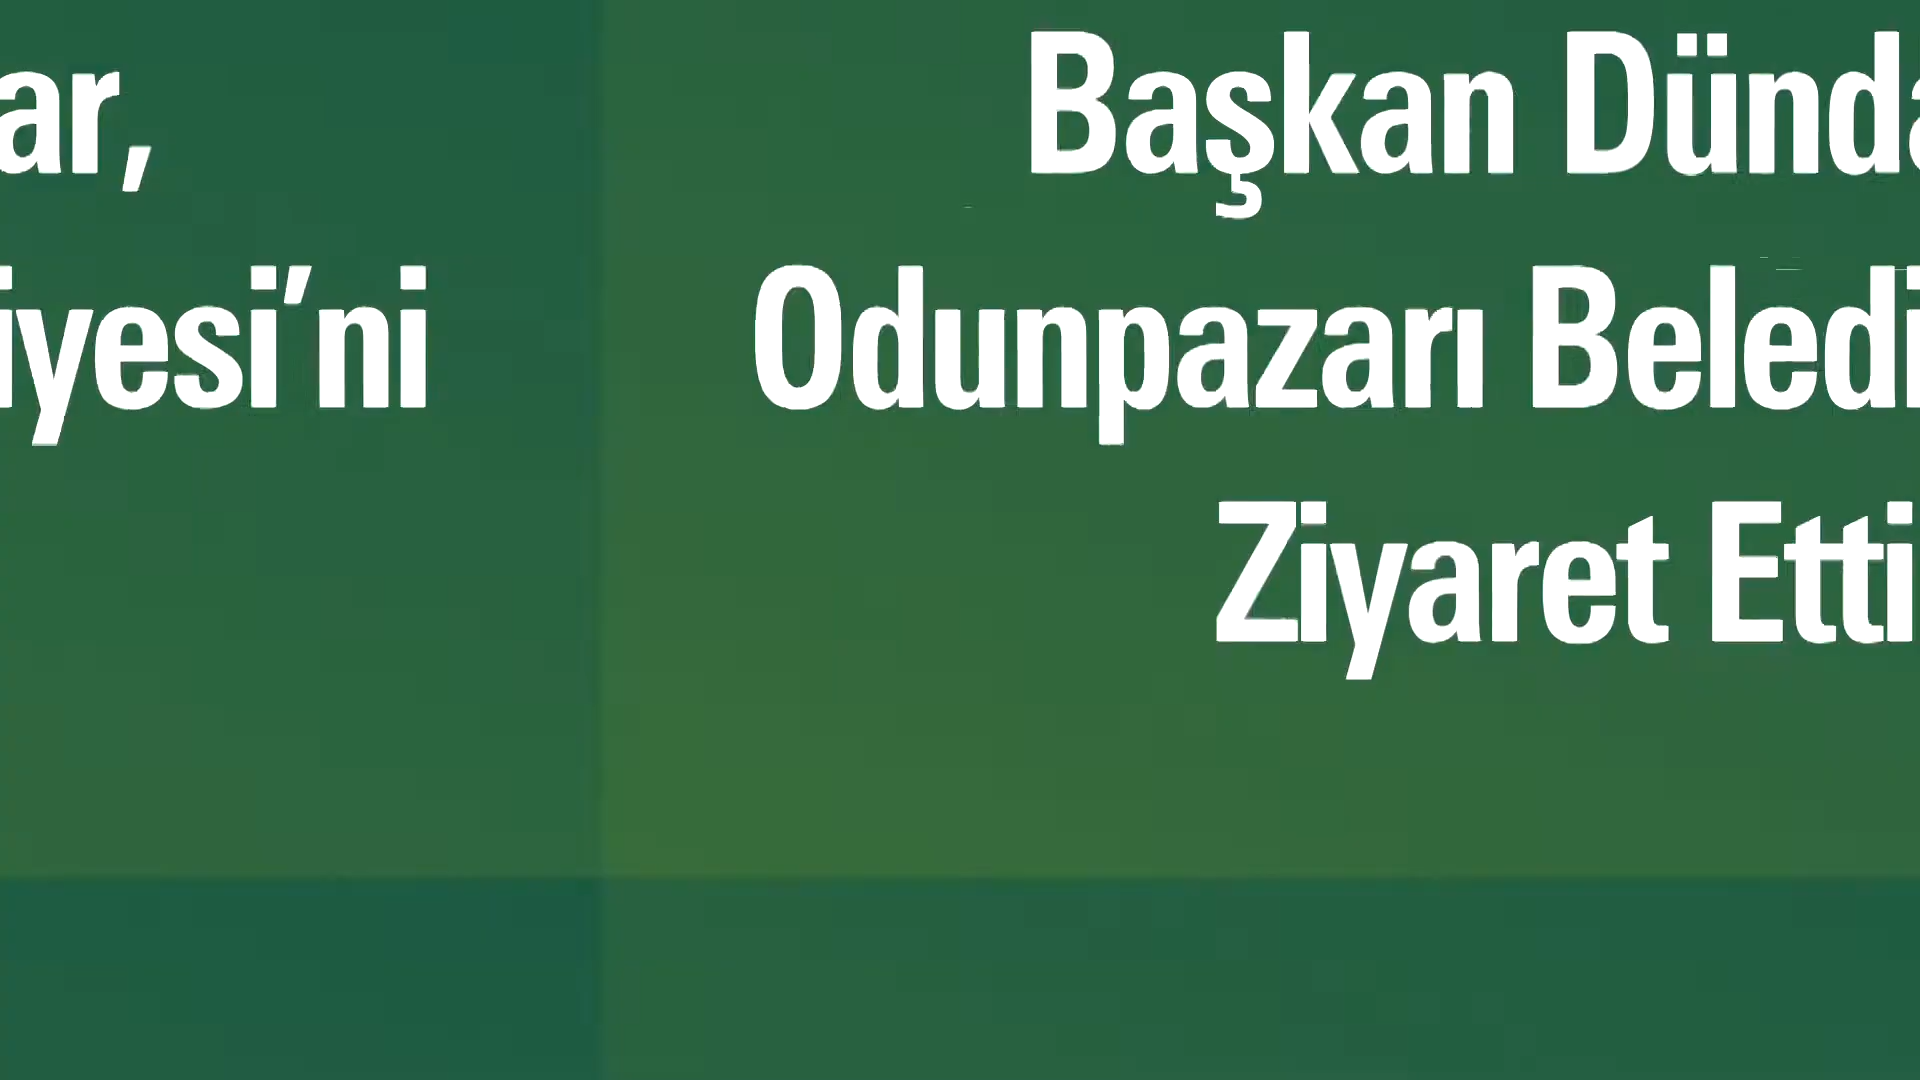 ar,
iyesi’ni
Başkan Dünda
Odunpazarı Beledi
Ziyaret Etti